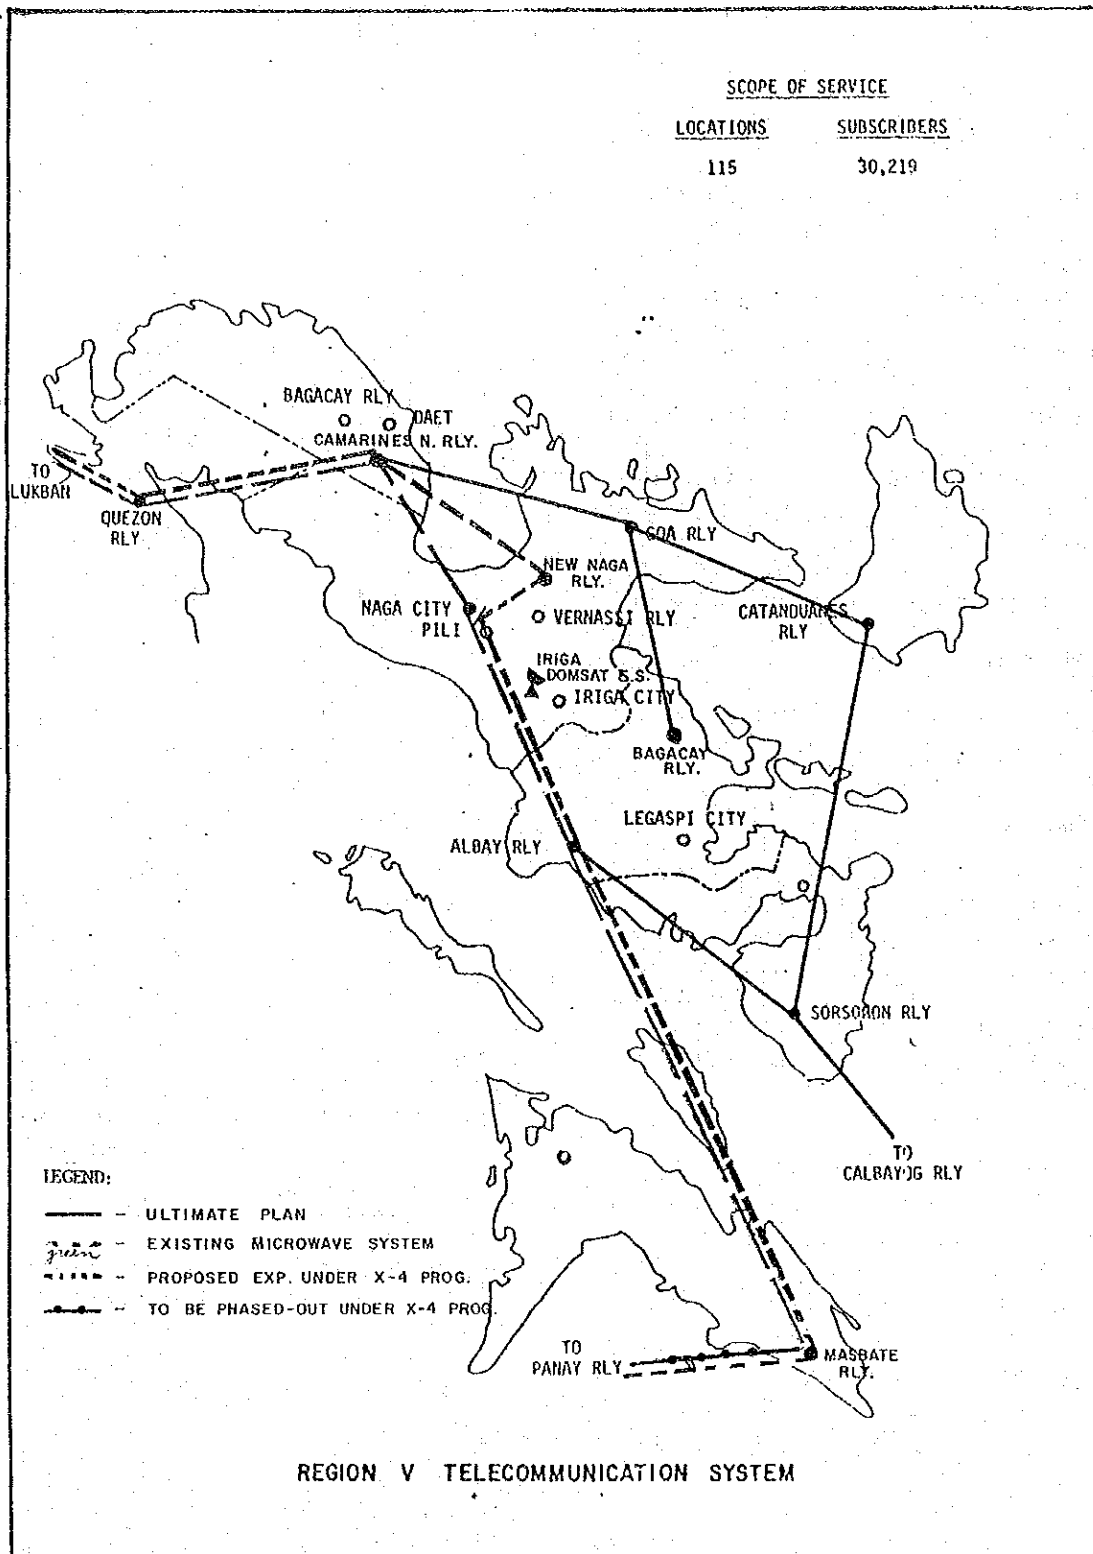 SCOPE OF SERVICE
LOCATIONS SUBSCRIBERS
115 30,219
BAGACAY RLY
DAET
CAMARINES N. RLY.
TO
LUKBAN
QUEZON
RLY
GOA RLY
NEW NAGA
RLY.
NAGA CITY
PILI
VERNASSI RLY
CATANDUANES
RLY
IRIGA
DOMSAT E.S.
IRIGA CITY
BAGACAY
RLY.
LEGASPI CITY
ALBAY RLY
SORSOGON RLY
TO
CALBAYOG RLY
LEGEND:
- ULTIMATE PLAN
green - EXISTING MICROWAVE SYSTEM
- PROPOSED EXP. UNDER X-4 PROG.
- TO BE PHASED-OUT UNDER X-4 PROG.
TO
PANAY RLY
MASBATE
RLY.
REGION V TELECOMMUNICATION SYSTEM